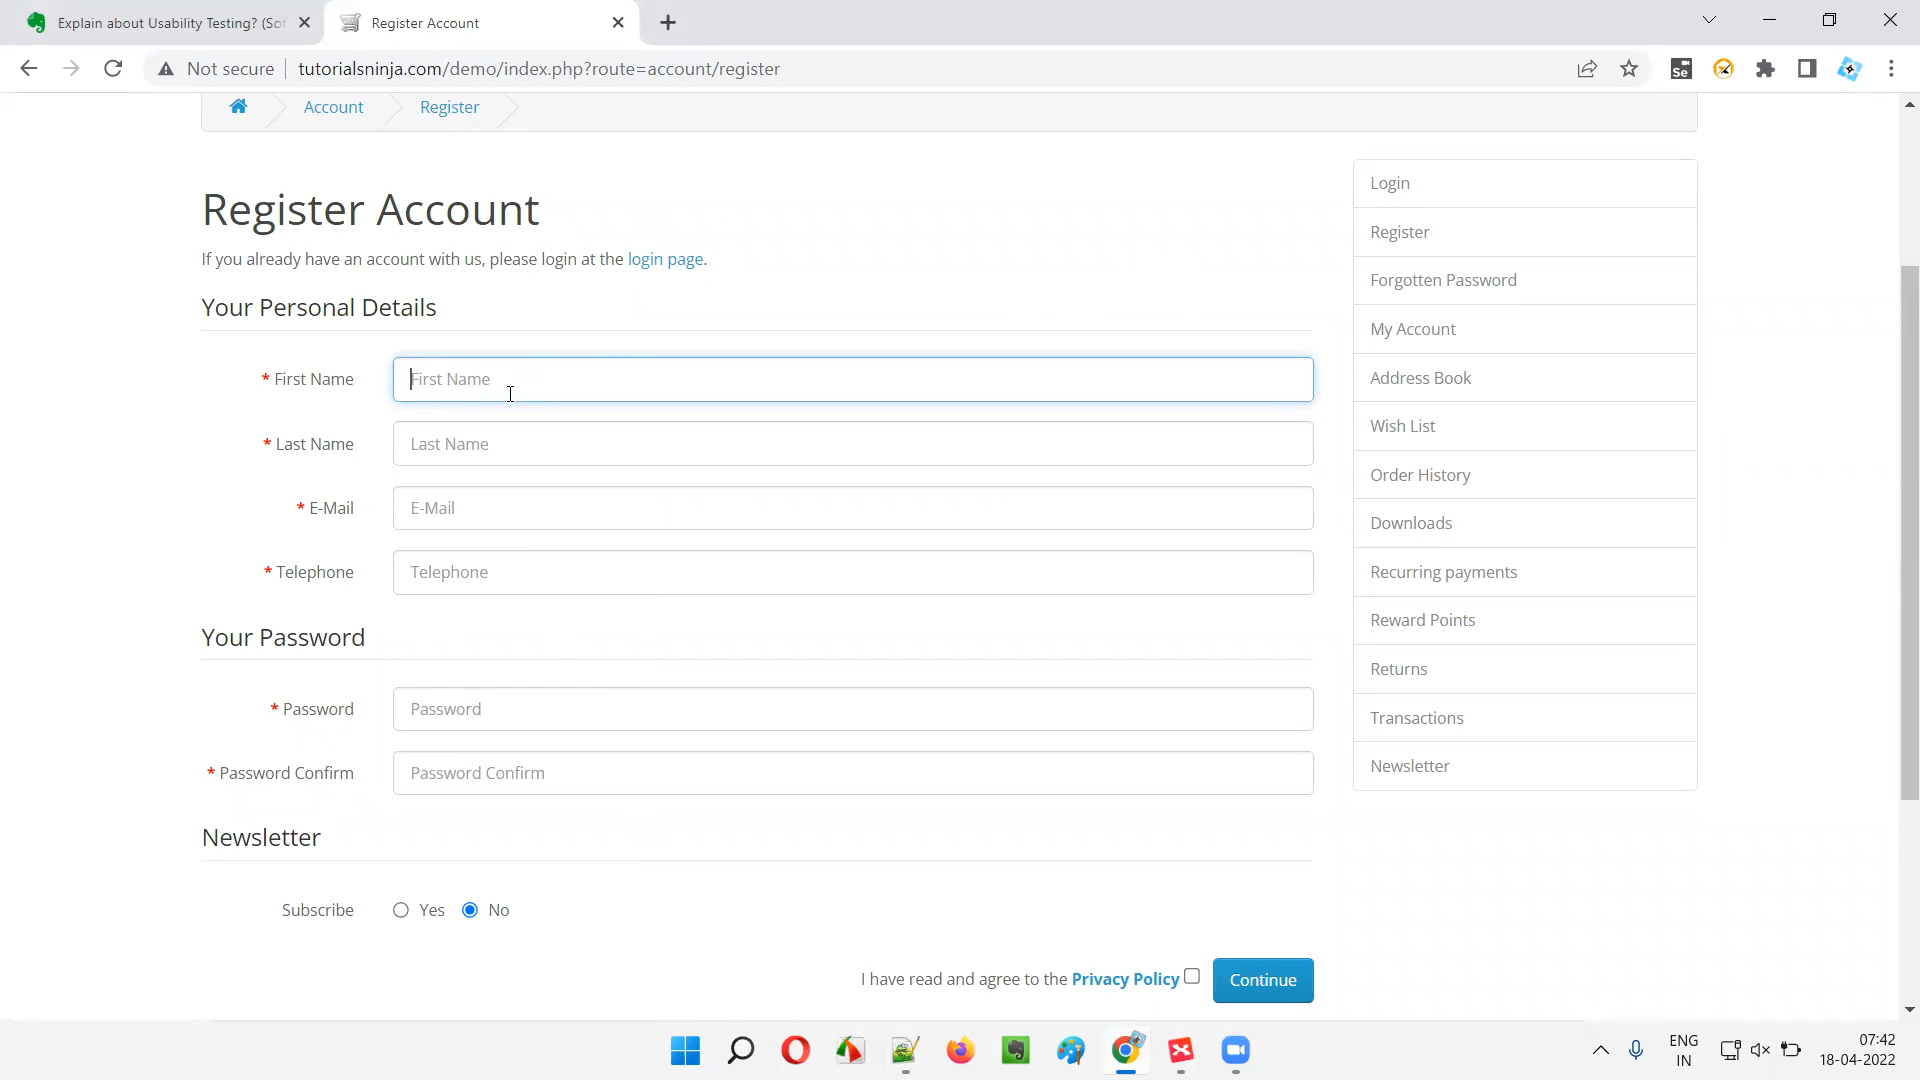 Explain about Usability Testing? (Sof
Register Account
Not secure
tutorialsninja.com/demo/index.php?route=account/register
Se
Account
Register
Register Account
If you already have an account with us, please login at the login page.
Your Personal Details
* First Name
First Name
* Last Name
Last Name
* E-Mail
E-Mail
* Telephone
Telephone
Your Password
* Password
Password
* Password Confirm
Password Confirm
Newsletter
Subscribe
Yes
No
I have read and agree to the Privacy Policy
Continue
Login
Register
Forgotten Password
My Account
Address Book
Wish List
Order History
Downloads
Recurring payments
Reward Points
Returns
Transactions
Newsletter
ENG
IN
07:42
18-04-2022